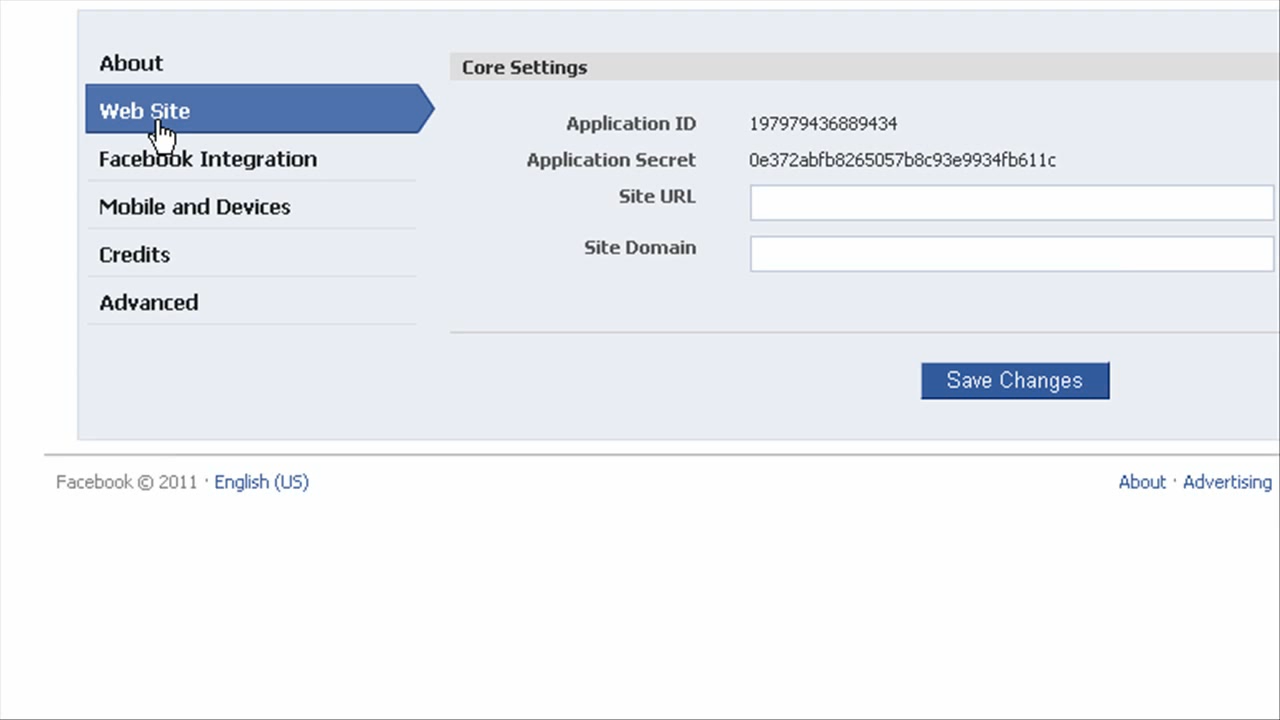 About
Web Site
Facebook Integration
Mobile and Devices
Credits
Advanced
Core Settings
Application ID 197979436889434
Application Secret 0e372abfb8265057b8c93e9934fb611c
Site URL
Site Domain
Save Changes
Facebook © 2011 · English (US)
About · Advertising